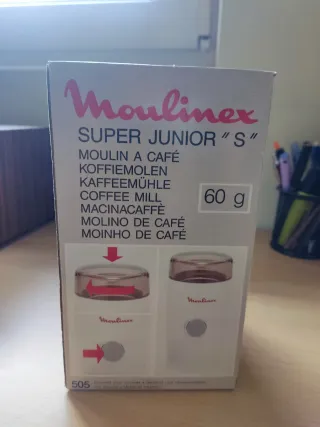 Moulinex
SUPER JUNIOR "S"
MOULIN A CAFÉ
KOFFIEMOLEN
KAFFEEMÜHLE
COFFEE MILL
MACINACAFFÈ
MOLINO DE CAFÉ
MOINHO DE CAFÉ
60 g
Moulinex
Moulinex
505